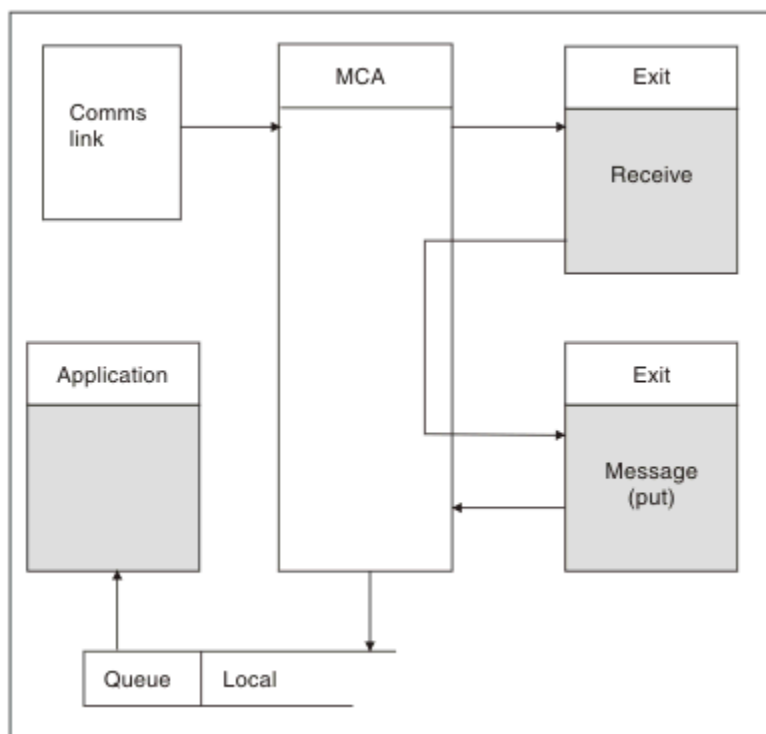 Comms
link
MCA
Exit
Receive
Application
Exit
Message
(put)
Queue
Local